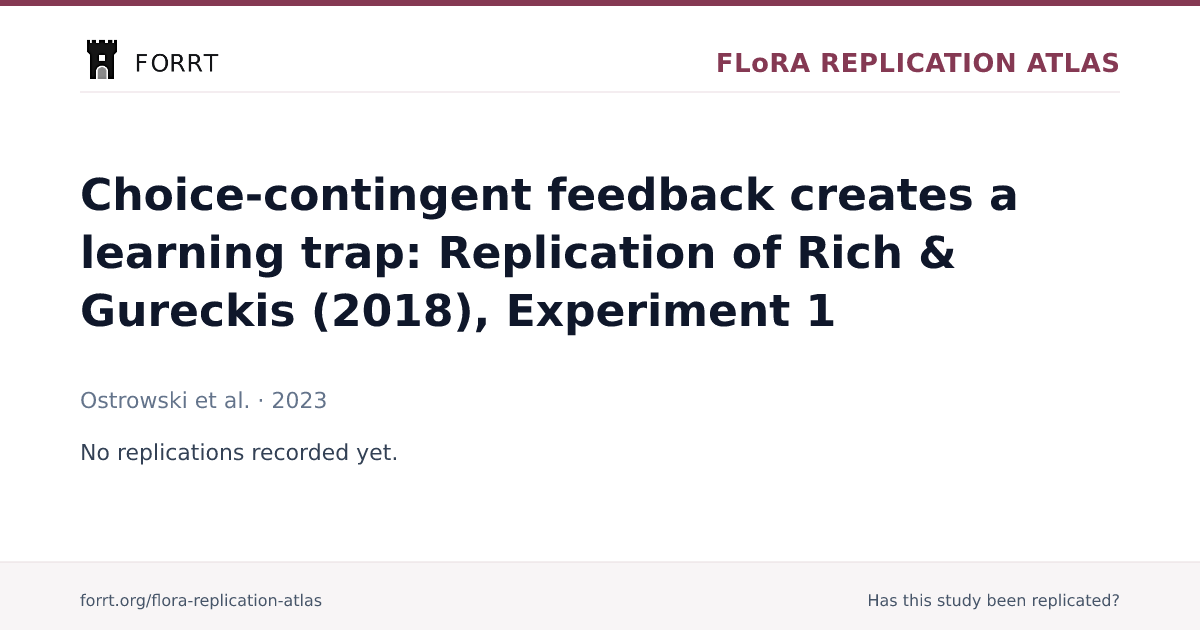 FORRT
FLoRA REPLICATION ATLAS
Choice-contingent feedback creates a
learning trap: Replication of Rich &
Gureckis (2018), Experiment 1
Ostrowski et al. · 2023
No replications recorded yet.
forrt.org/flora-replication-atlas
Has this study been replicated?